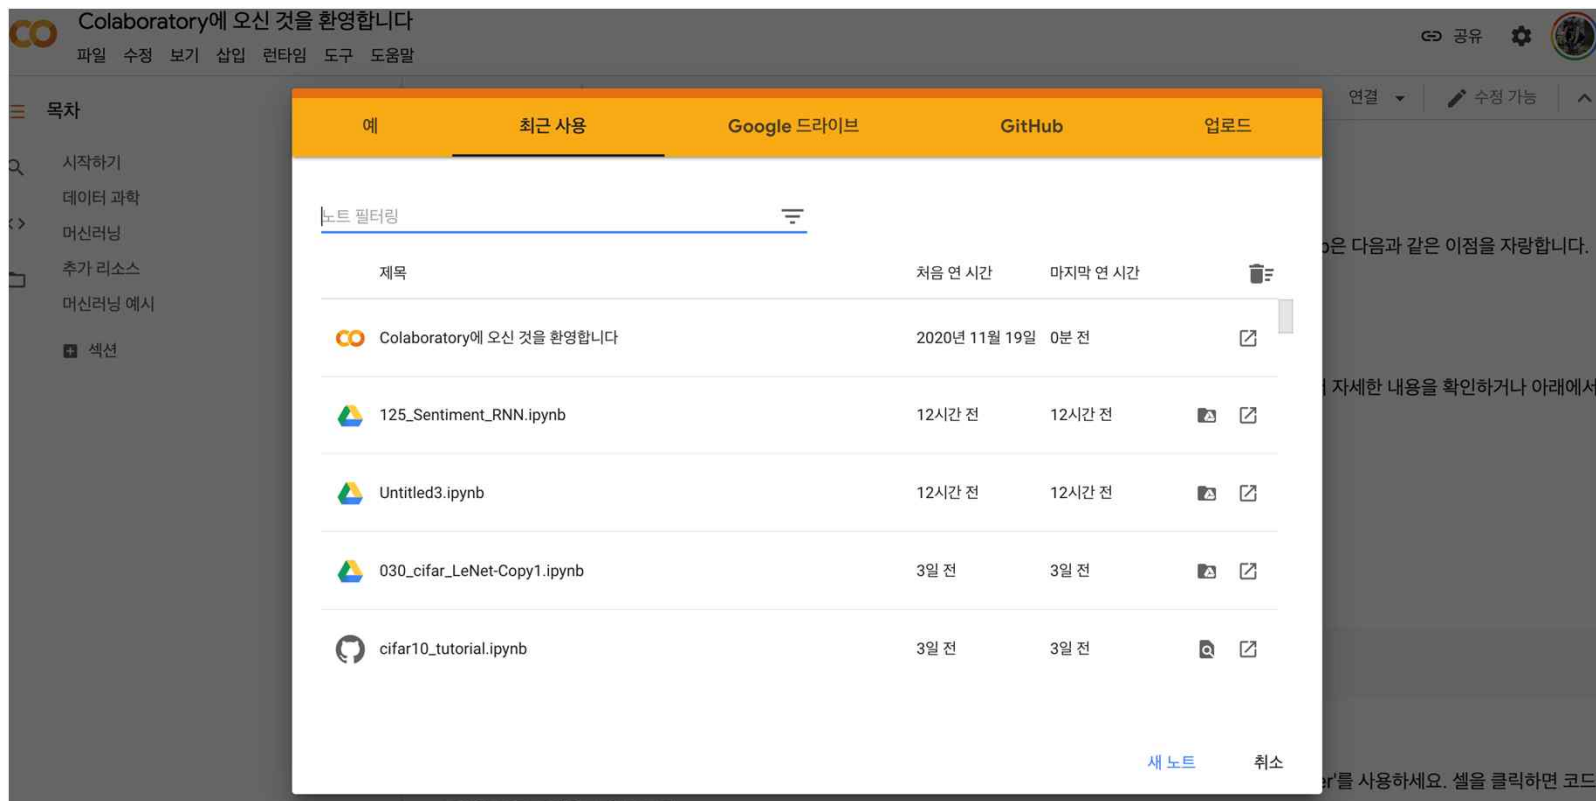 Colaboratory에 오신 것을 환영합니다
파일 수정 보기 삽입 런타임 도구 도움말
공유
목차
연결 수정 가능
시작하기
데이터 과학
머신러닝
추가 리소스
머신러닝 예시
섹션
예 최근 사용 Google 드라이브 GitHub 업로드
노트 필터링
제목 처음 연 시간 마지막 연 시간
Colaboratory에 오신 것을 환영합니다 2020년 11월 19일 0분 전
125_Sentiment_RNN.ipynb 12시간 전 12시간 전
Untitled3.ipynb 12시간 전 12시간 전
030_cifar_LeNet-Copy1.ipynb 3일 전 3일 전
cifar10_tutorial.ipynb 3일 전 3일 전
새 노트 취소
은 다음과 같은 이점을 자랑합니다.
자세한 내용을 확인하거나 아래에서
er'를 사용하세요. 셀을 클릭하면 코드